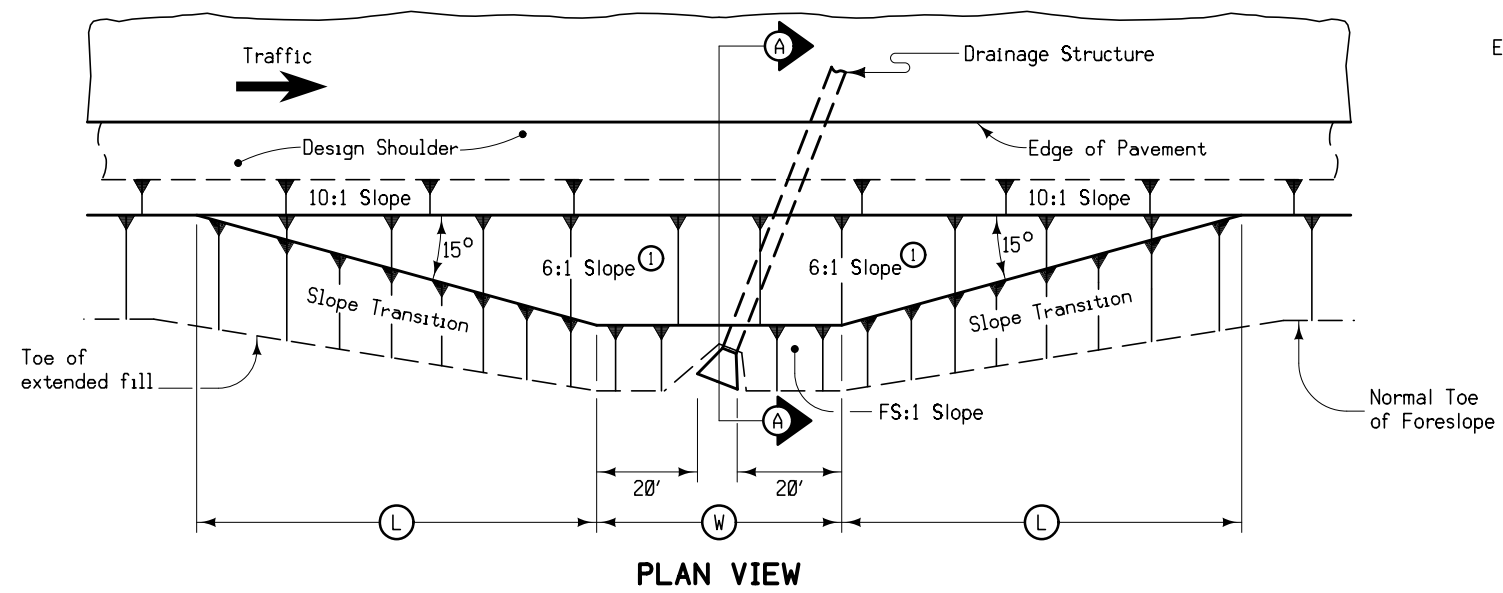 Traffic
A
Drainage Structure
E
Design Shoulder
Edge of Pavement
10:1 Slope
10:1 Slope
15°
15°
6:1 Slope 1
6:1 Slope 1
Slope Transition
Slope Transition
Toe of
extended fill
A
FS:1 Slope
Normal Toe
of Foreslope
20'
20'
L
W
L
PLAN VIEW